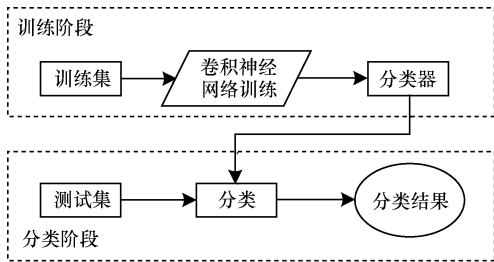 训练阶段
训练集
卷积神经
网络训练
分类器
测试集
分类
分类结果
分类阶段